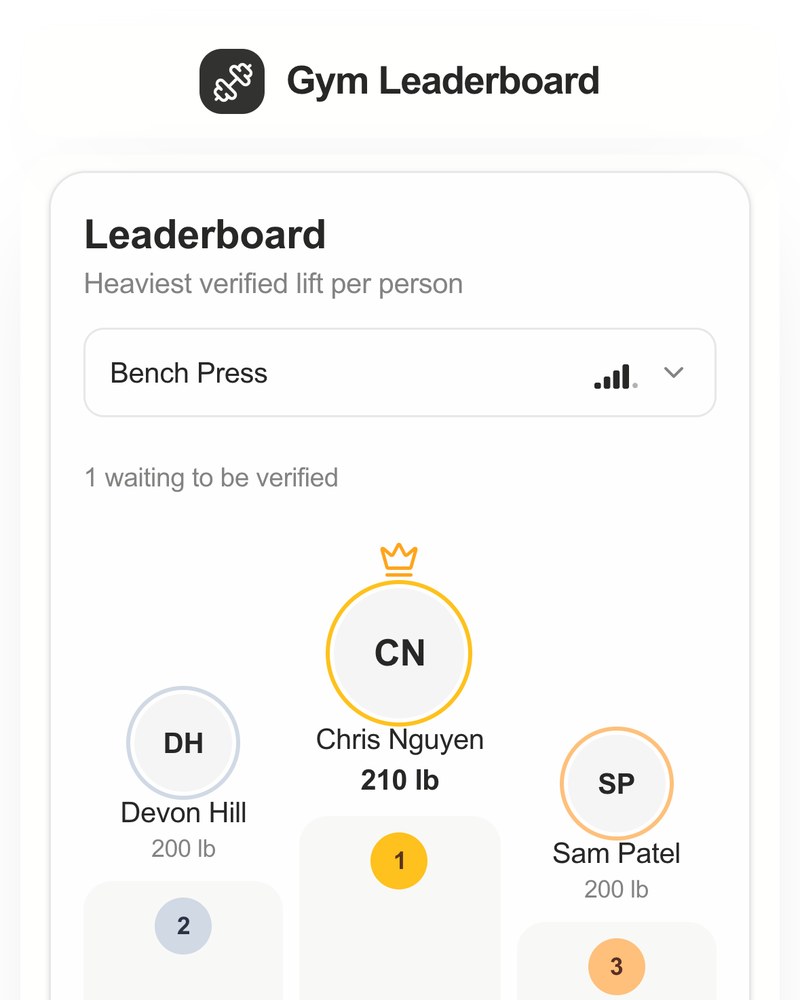 Gym Leaderboard
Leaderboard
Heaviest verified lift per person
Bench Press
1 waiting to be verified
CN
Chris Nguyen
210 lb
1
DH
Devon Hill
200 lb
2
SP
Sam Patel
200 lb
3